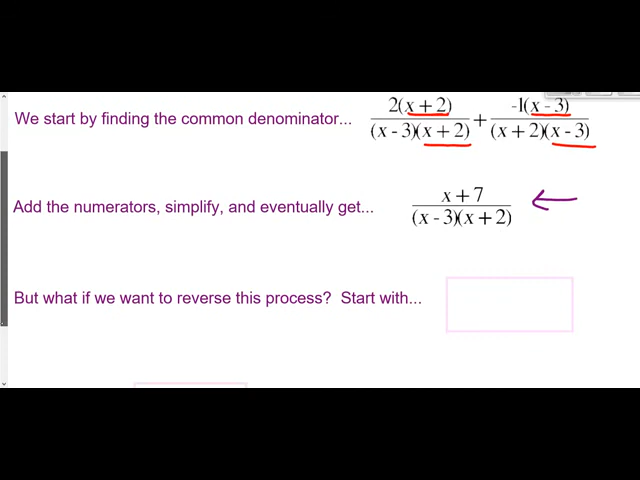 We start by finding the common denominator... 2(x + 2)/(x - 3)(x + 2) + -1(x - 3)/(x + 2)(x - 3)
Add the numerators, simplify, and eventually get... x + 7/(x - 3)(x + 2)
But what if we want to reverse this process? Start with...